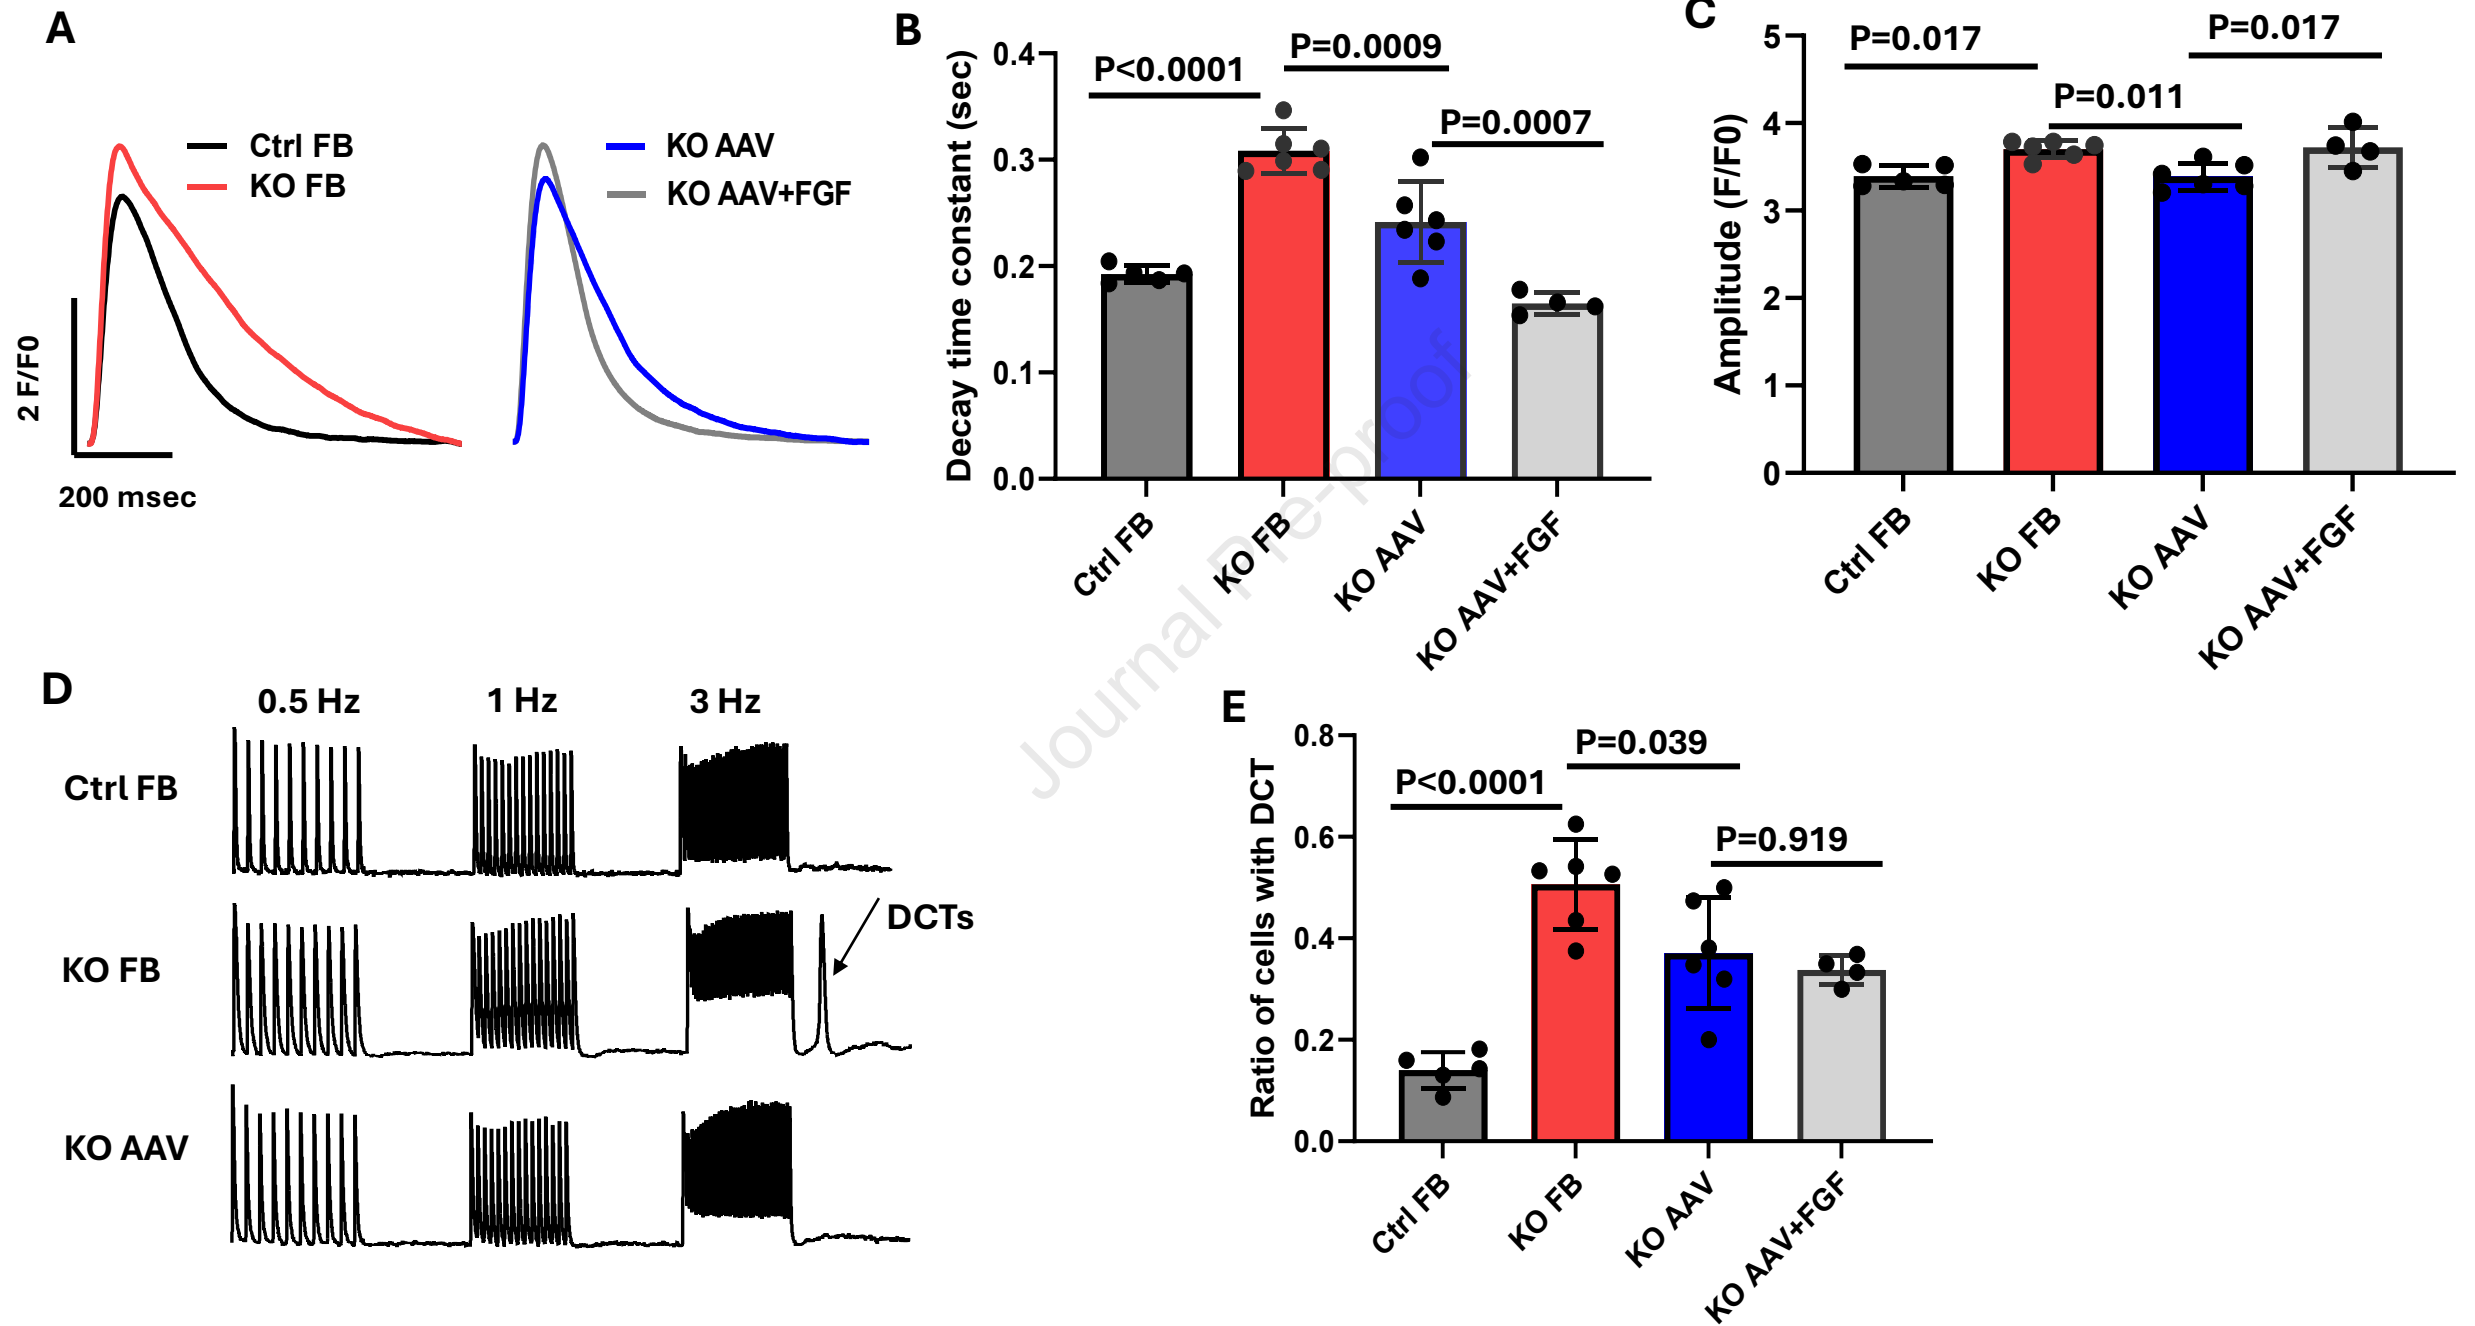 A
Ctrl FB
KO FB
KO AAV
KO AAV+FGF
2 F/F0
200 msec
B
Decay time constant (sec)
0.4
0.3
0.2
0.1
0.0
P<0.0001
P=0.0009
P=0.0007
Ctrl FB
KO FB
KO AAV
KO AAV+FGF
C
Amplitude (F/F0)
5
4
3
2
1
0
P=0.017
P=0.011
P=0.017
Ctrl FB
KO FB
KO AAV
KO AAV+FGF
Journal Pre-proof
D
0.5 Hz
1 Hz
3 Hz
Ctrl FB
KO FB
DCTs
KO AAV
E
Ratio of cells with DCT
0.8
0.6
0.4
0.2
0.0
P<0.0001
P=0.039
P=0.919
Ctrl FB
KO FB
KO AAV
KO AAV+FGF